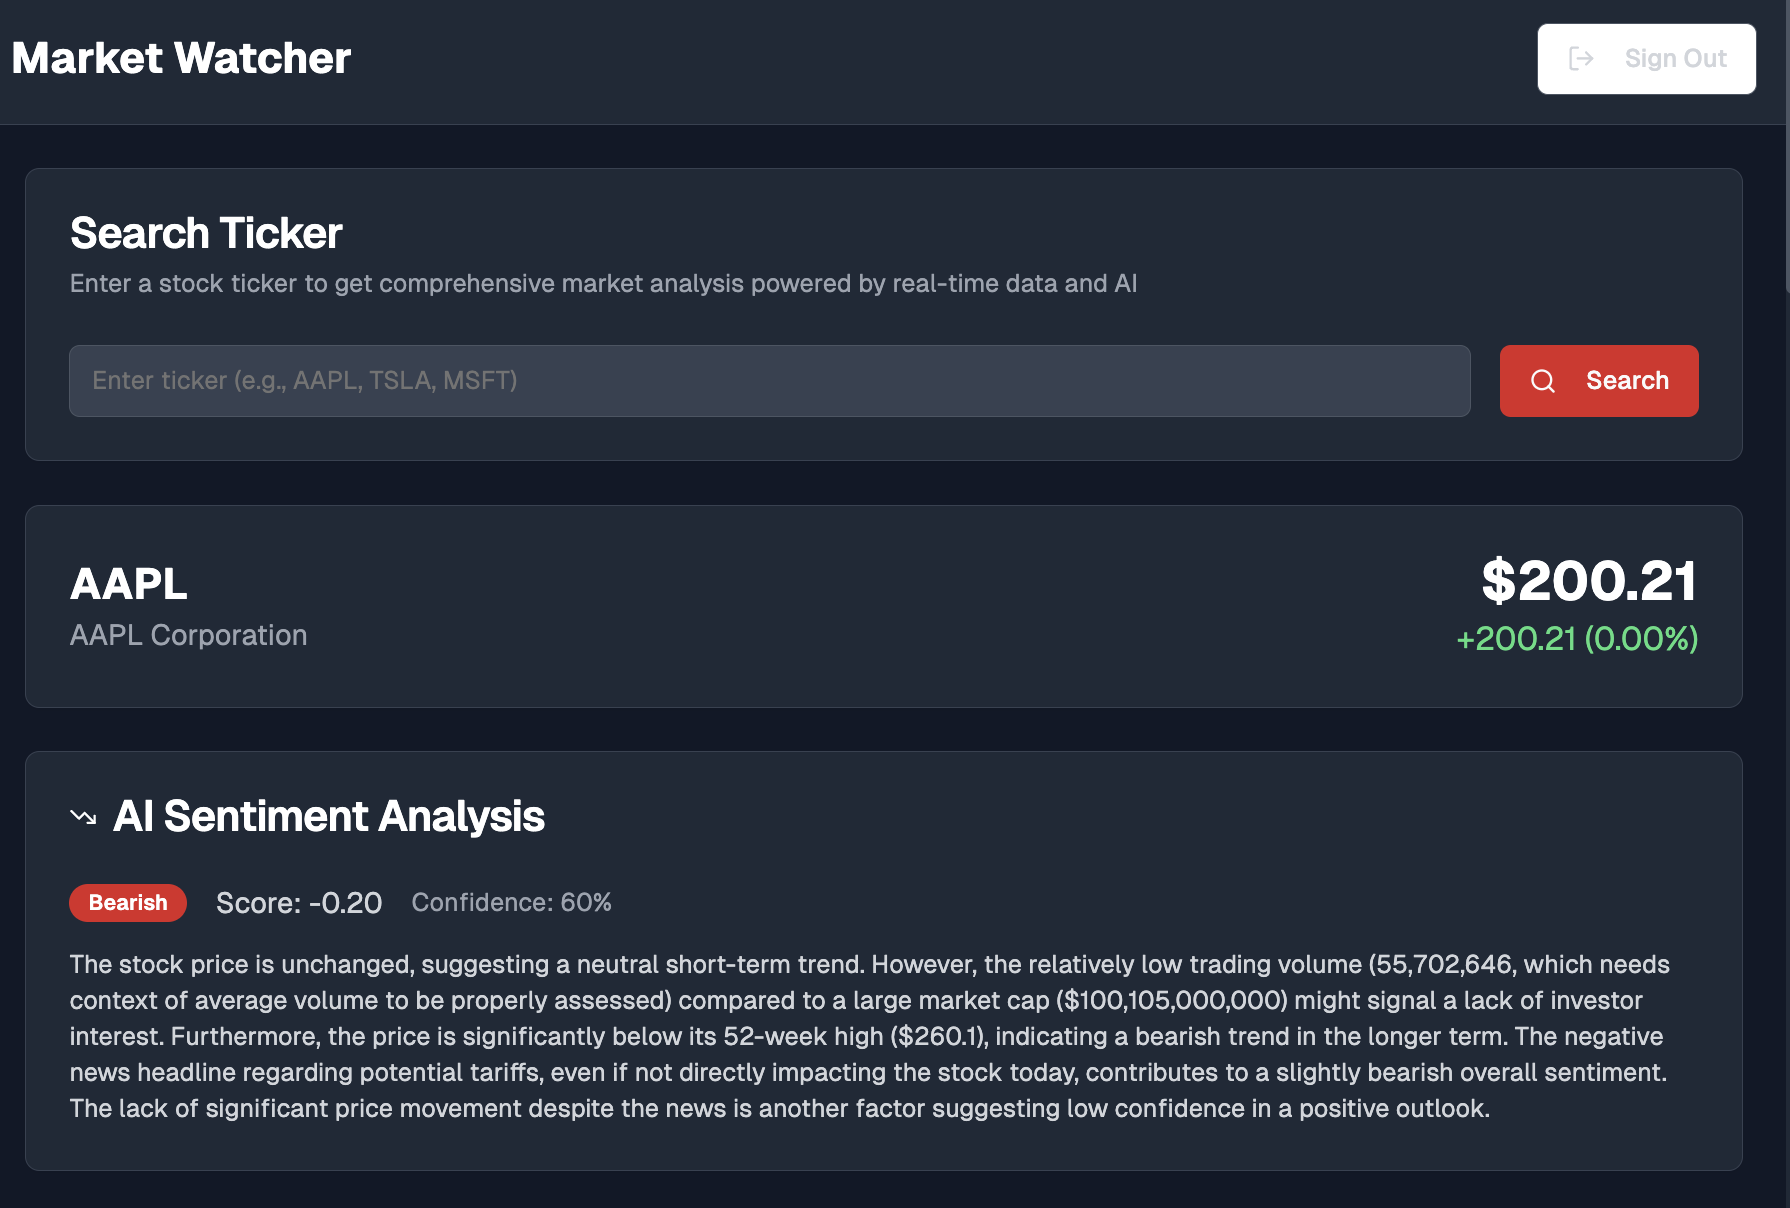 Market Watcher
Sign Out
Search Ticker
Enter a stock ticker to get comprehensive market analysis powered by real-time data and AI
Enter ticker (e.g., AAPL, TSLA, MSFT)
Search
AAPL
$200.21
AAPL Corporation
+200.21 (0.00%)
AI Sentiment Analysis
Bearish Score: -0.20 Confidence: 60%
The stock price is unchanged, suggesting a neutral short-term trend. However, the relatively low trading volume (55,702,646, which needs
context of average volume to be properly assessed) compared to a large market cap ($100,105,000,000) might signal a lack of investor
interest. Furthermore, the price is significantly below its 52-week high ($260.1), indicating a bearish trend in the longer term. The negative
news headline regarding potential tariffs, even if not directly impacting the stock today, contributes to a slightly bearish overall sentiment.
The lack of significant price movement despite the news is another factor suggesting low confidence in a positive outlook.